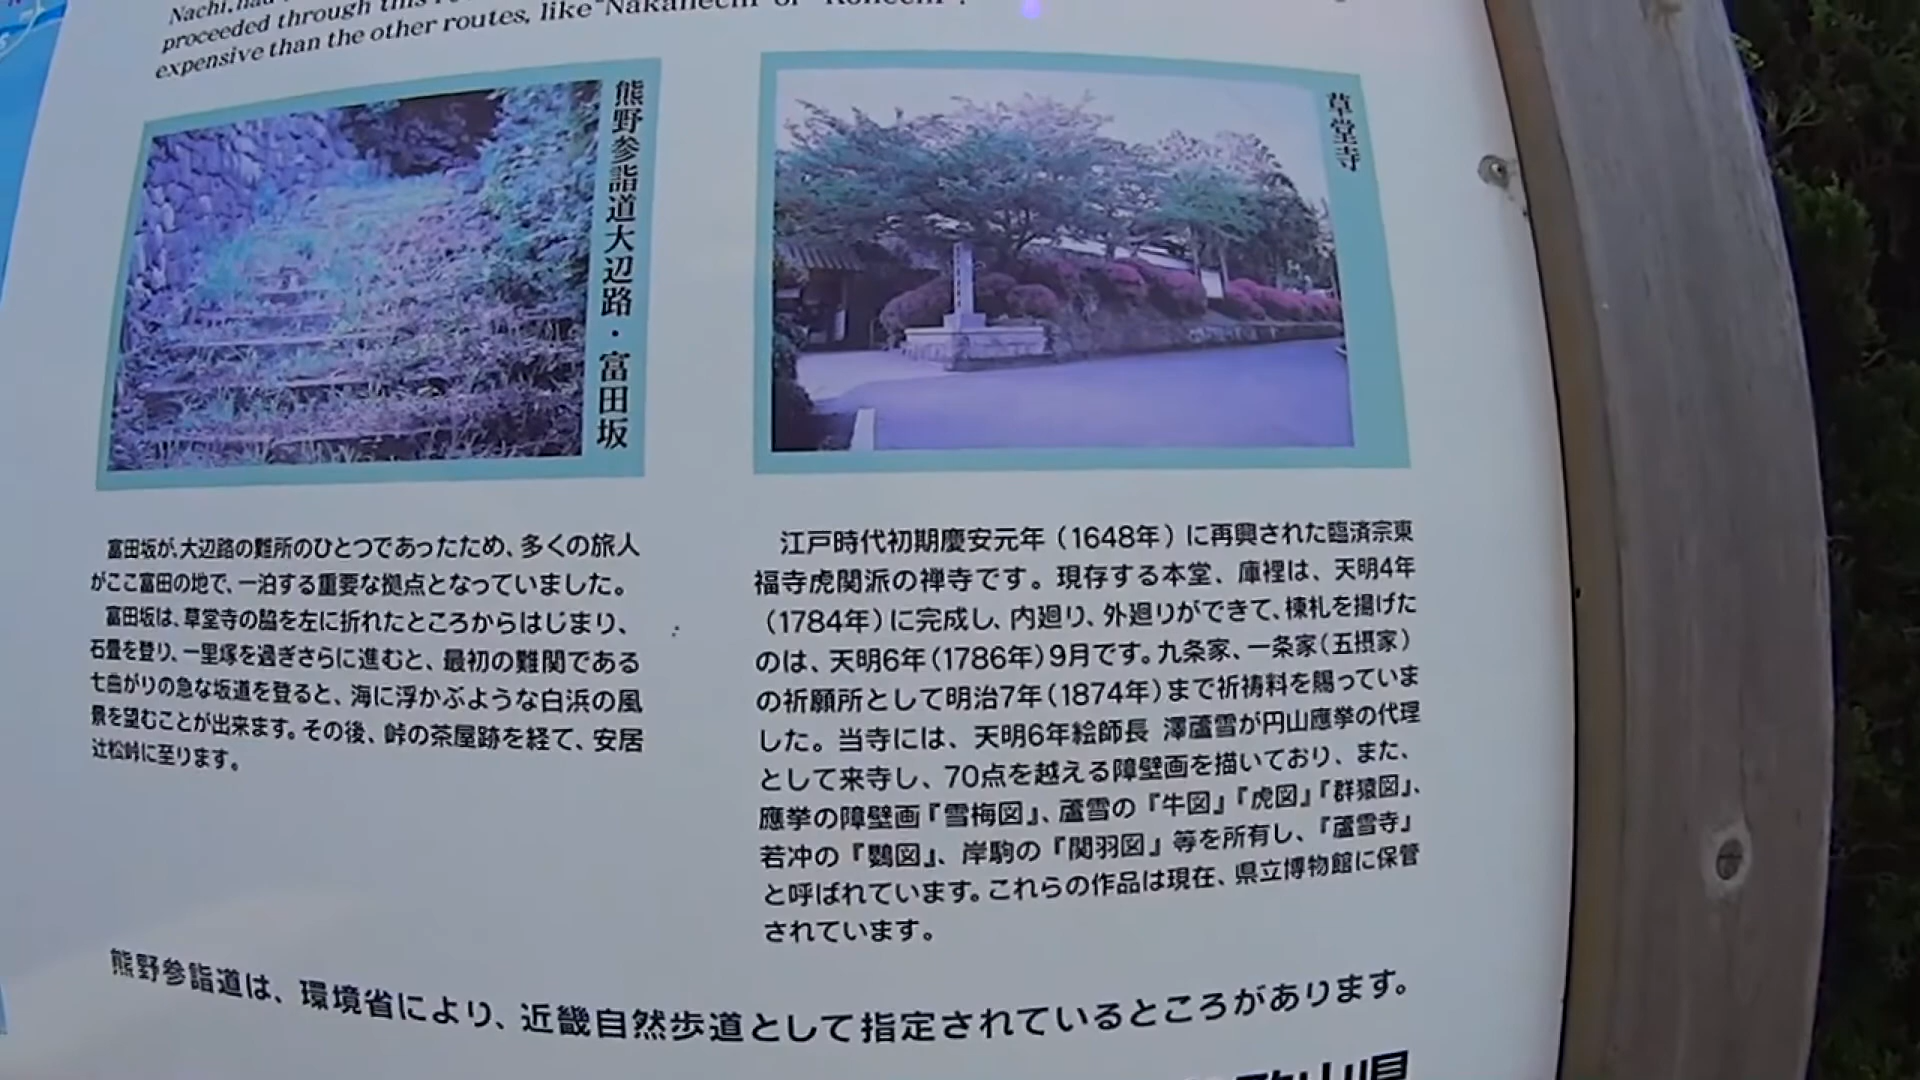 Nachi, had
proceeded through this
expensive than the other routes, like "Nakahechi" or "Kohechi".
熊野参詣道大辺路・富田坂
草堂寺
富田坂が、大辺路の難所のひとつであったため、多くの旅人
がここ富田の地で、一泊する重要な拠点となっていました。
富田坂は、草堂寺の脇を左に折れたところからはじまり、
石畳を登り、一里塚を過ぎさらに進むと、最初の難関である
七曲がりの急な坂道を登ると、海に浮かぶような白浜の風
景を望むことが出来ます。その後、峠の茶屋跡を経て、安居
辻松峠に至ります。
江戸時代初期慶安元年（1648年）に再興された臨済宗東
福寺虎関派の禅寺です。現存する本堂、庫裡は、天明4年
（1784年）に完成し、内廻り、外廻りができて、棟札を揚げた
のは、天明6年（1786年）9月です。九条家、一条家（五摂家）
の祈願所として明治7年（1874年）まで祈祷料を賜っていま
した。当寺には、天明6年絵師長 澤蘆雪が円山應挙の代理
として来寺し、70点を越える障壁画を描いており、また、
應挙の障壁画『雪梅図』、蘆雪の『牛図』『虎図』『群猿図』、
若冲の『鸚図』、岸駒の『関羽図』等を所有し、『蘆雪寺』
と呼ばれています。これらの作品は現在、県立博物館に保管
されています。
熊野参詣道は、環境省により、近畿自然歩道として指定されているところがあります。
山県